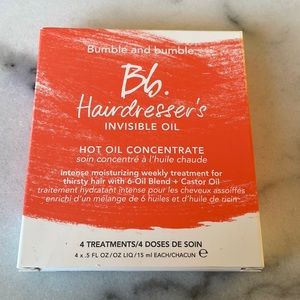 Bumble and bumble
Bb.
Hairdresser's
INVISIBLE OIL
HOT OIL CONCENTRATE
soin concentré à l'huile chaude
Intense moisturizing weekly treatment for
thirsty hair with 6-Oil Blend + Castor Oil
traitement hydratant intense pour les cheveux assoiffés
enrichi d'un mélange de 6 huiles et d'huile de ricin
4 TREATMENTS/4 DOSES DE SOIN
4 x .5 FL OZ/OZ LIQ/15 ml EACH/CHACUN ℮